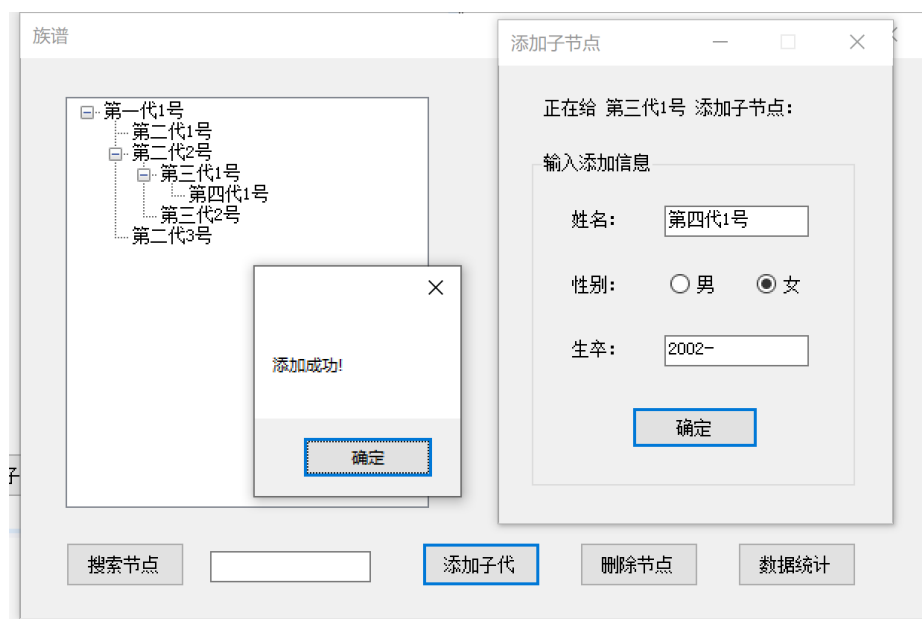 族谱
第一代1号
第二代1号
第二代2号
第三代1号
第四代1号
第三代2号
第二代3号
添加成功!
确定
搜索节点
添加子代
删除节点
数据统计
添加子节点
正在给 第三代1号 添加子节点:
输入添加信息
姓名: 第四代1号
性别: 男 女
生卒: 2002-
确定